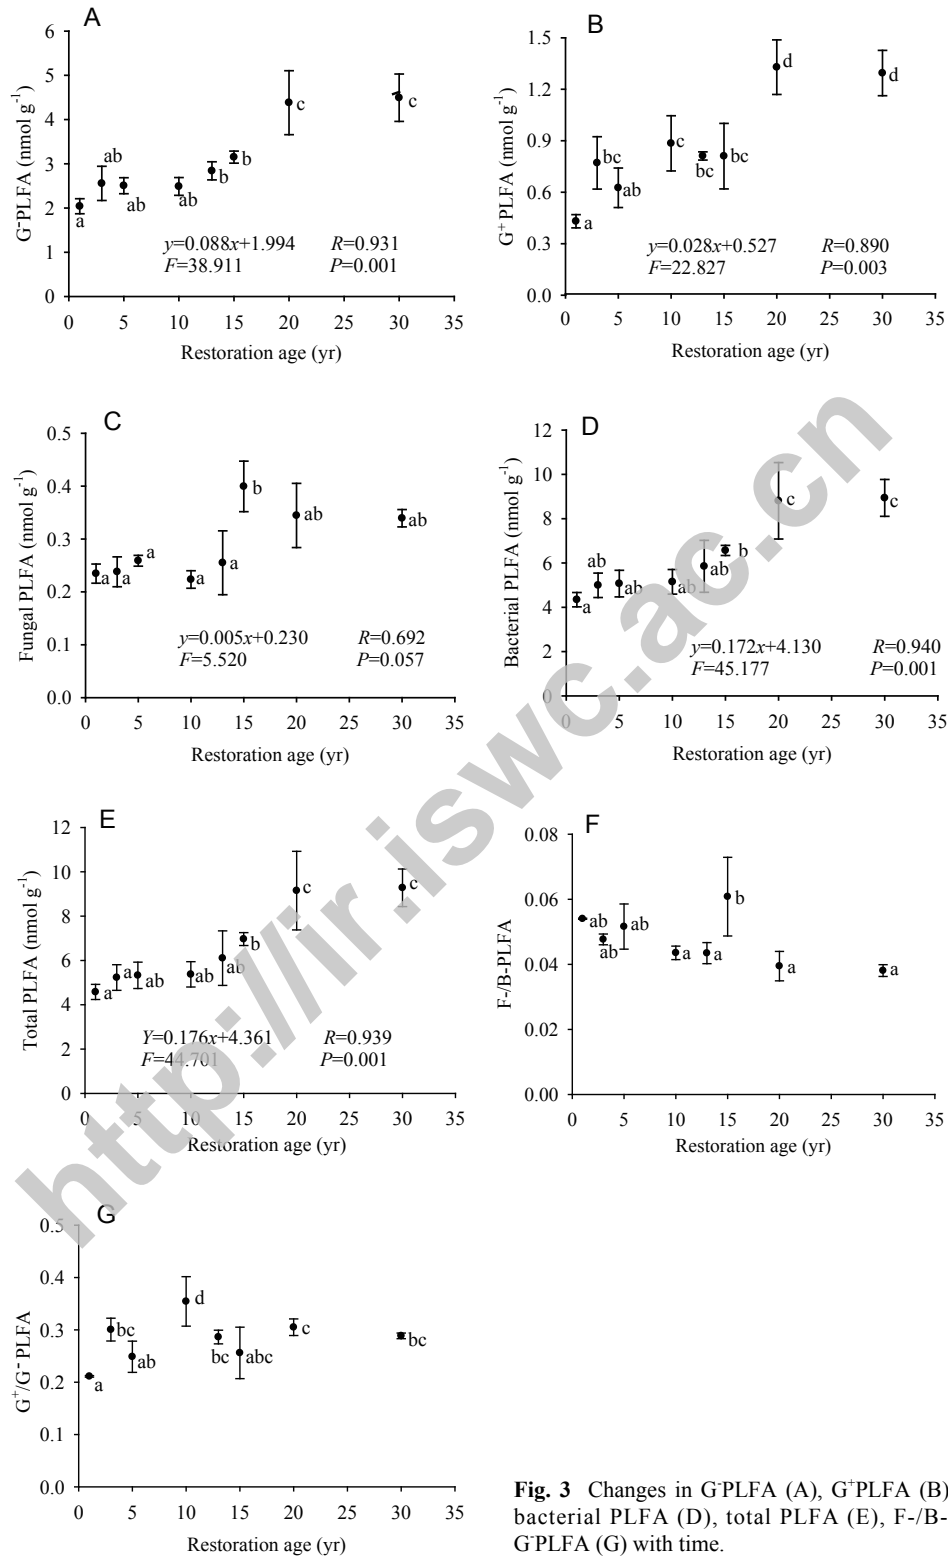 A
G⁻PLFA (nmol g⁻¹)
6
5
4
3
2
1
0
ab
a
ab
ab
b
b
c
c
y=0.088x+1.994 R=0.931
F=38.911 P=0.001
0 5 10 15 20 25 30 35
Restoration age (yr)
B
G⁺PLFA (nmol g⁻¹)
1.5
1.2
0.9
0.6
0.3
0.0
a
bc
ab
c
bc
bc
d
d
y=0.028x+0.527 R=0.890
F=22.827 P=0.003
0 5 10 15 20 25 30 35
Restoration age (yr)
C
Fungal PLFA (nmol g⁻¹)
0.5
0.4
0.3
0.2
0.1
0.0
a
a
a
a
a
b
ab
ab
y=0.005x+0.230 R=0.692
F=5.520 P=0.057
0 5 10 15 20 25 30 35
Restoration age (yr)
D
Bacterial PLFA (nmol g⁻¹)
12
10
8
6
4
2
0
a
ab
ab
ab
ab
b
c
c
y=0.172x+4.130 R=0.940
F=45.177 P=0.001
0 5 10 15 20 25 30 35
Restoration age (yr)
E
Total PLFA (nmol g⁻¹)
12
10
8
6
4
2
0
a
a
ab
ab
ab
b
c
c
Y=0.176x+4.361 R=0.939
F=44.701 P=0.001
0 5 10 15 20 25 30 35
Restoration age (yr)
F
F-/B-PLFA
0.08
0.06
0.04
0.02
0.00
ab
ab
ab
a
a
b
a
a
0 5 10 15 20 25 30 35
Restoration age (yr)
G
G⁺/G⁻ PLFA
0.5
0.4
0.3
0.2
0.1
0.0
a
bc
ab
d
bc
abc
c
bc
0 5 10 15 20 25 30 35
Fig. 3 Changes in G⁻PLFA (A), G⁺PLFA (B)
bacterial PLFA (D), total PLFA (E), F-/B-
G⁻PLFA (G) with time.
http://ir.iswc.ac.cn